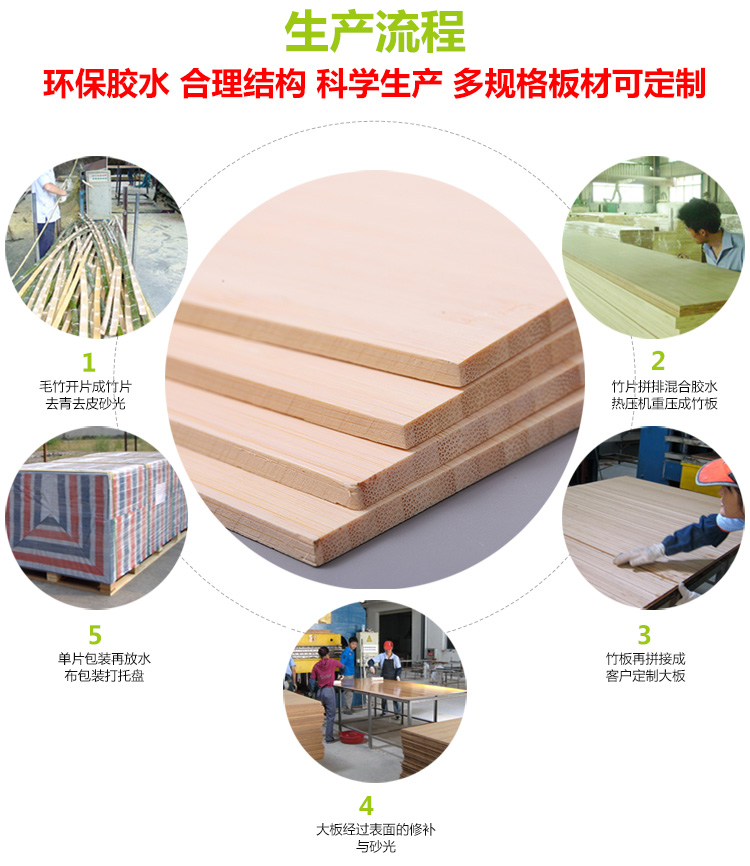 生产流程
环保胶水 合理结构 科学生产 多规格板材可定制
1
毛竹开片成竹片
去青去皮砂光
2
竹片拼排混合胶水
热压机重压成竹板
3
竹板再拼接成
客户定制大板
4
大板经过表面的修补
与砂光
5
单片包装再放水
布包装打托盘